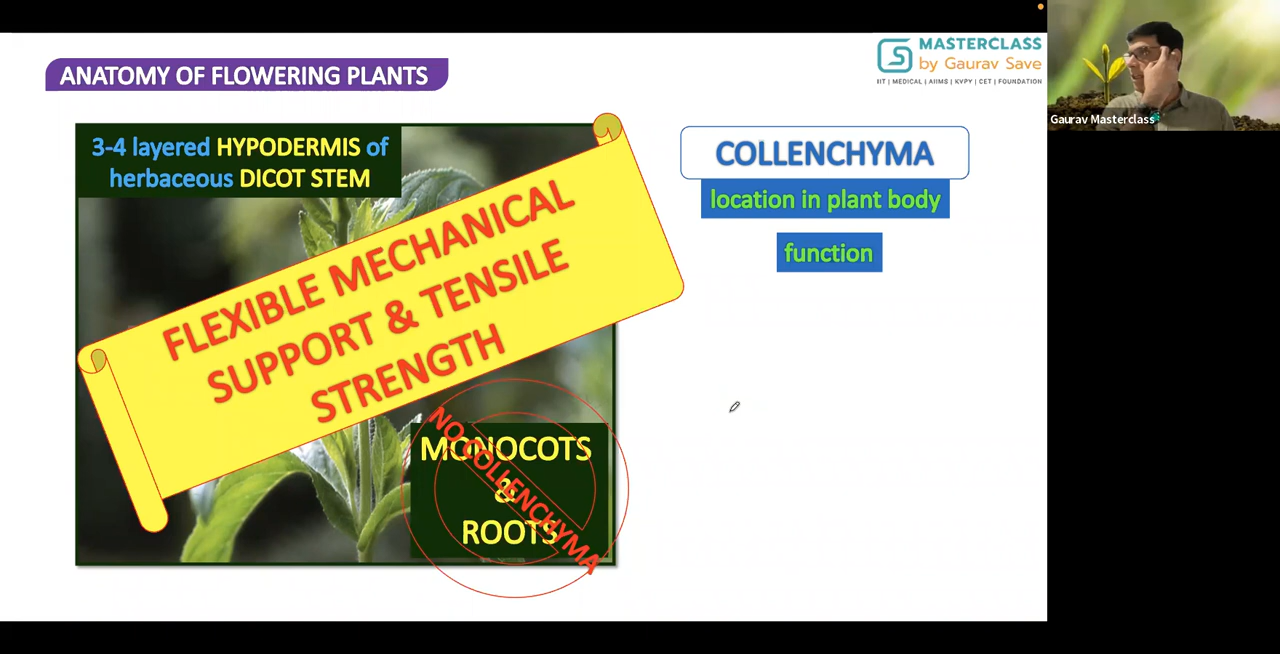 ANATOMY OF FLOWERING PLANTS
MASTERCLASS
by Gaurav Save
IIT | MEDICAL | AIIMS | KVPY | CET | FOUNDATION
Gaurav Masterclass
3-4 layered HYPODERMIS of
herbaceous DICOT STEM
FLEXIBLE MECHANICAL
SUPPORT & TENSILE
STRENGTH
MONOCOTS
&
ROOTS
NO COLLENCHYMA
COLLENCHYMA
location in plant body
function